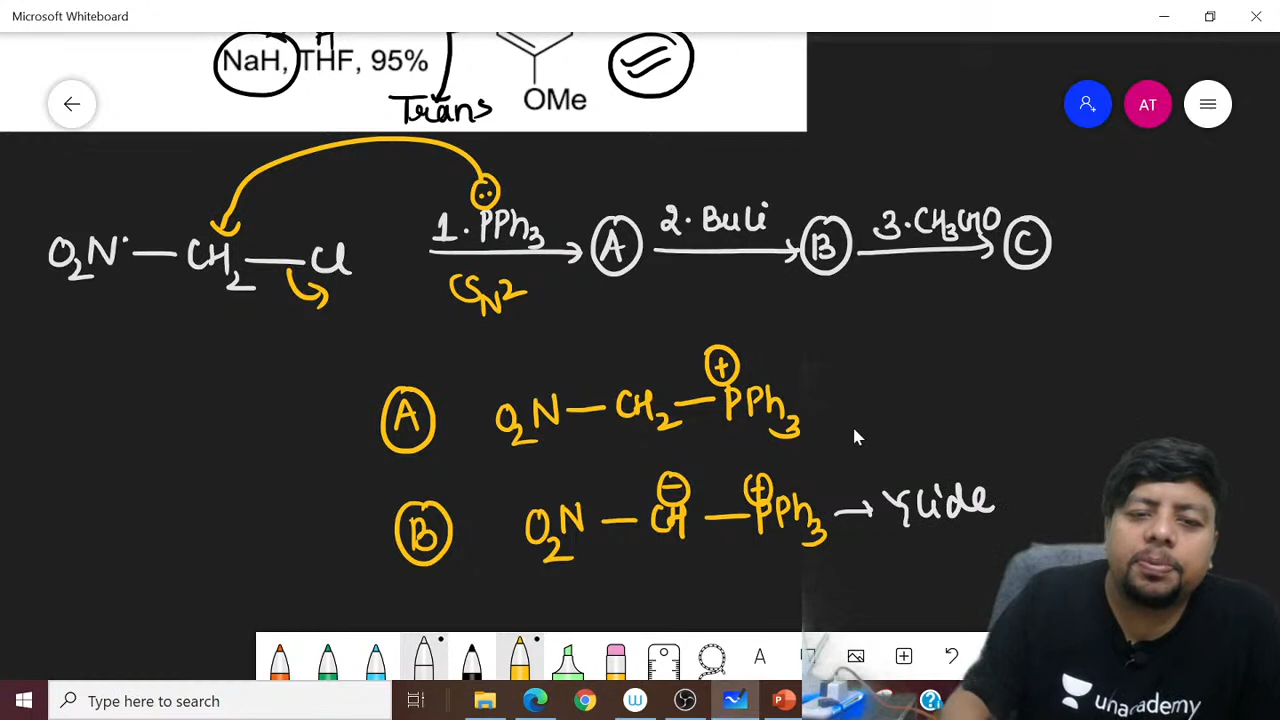 Microsoft Whiteboard
NaH, THF, 95%
H
Trans
OMe
AT
O2N – CH2 – Cl
1. PPh3
SN2
A
2. BuLi
B
3. CH3CHO
C
A O2N – CH2 – PPh3 +
B O2N – CH – PPh3 → Ylide
− +
A
Type here to search
unacademy